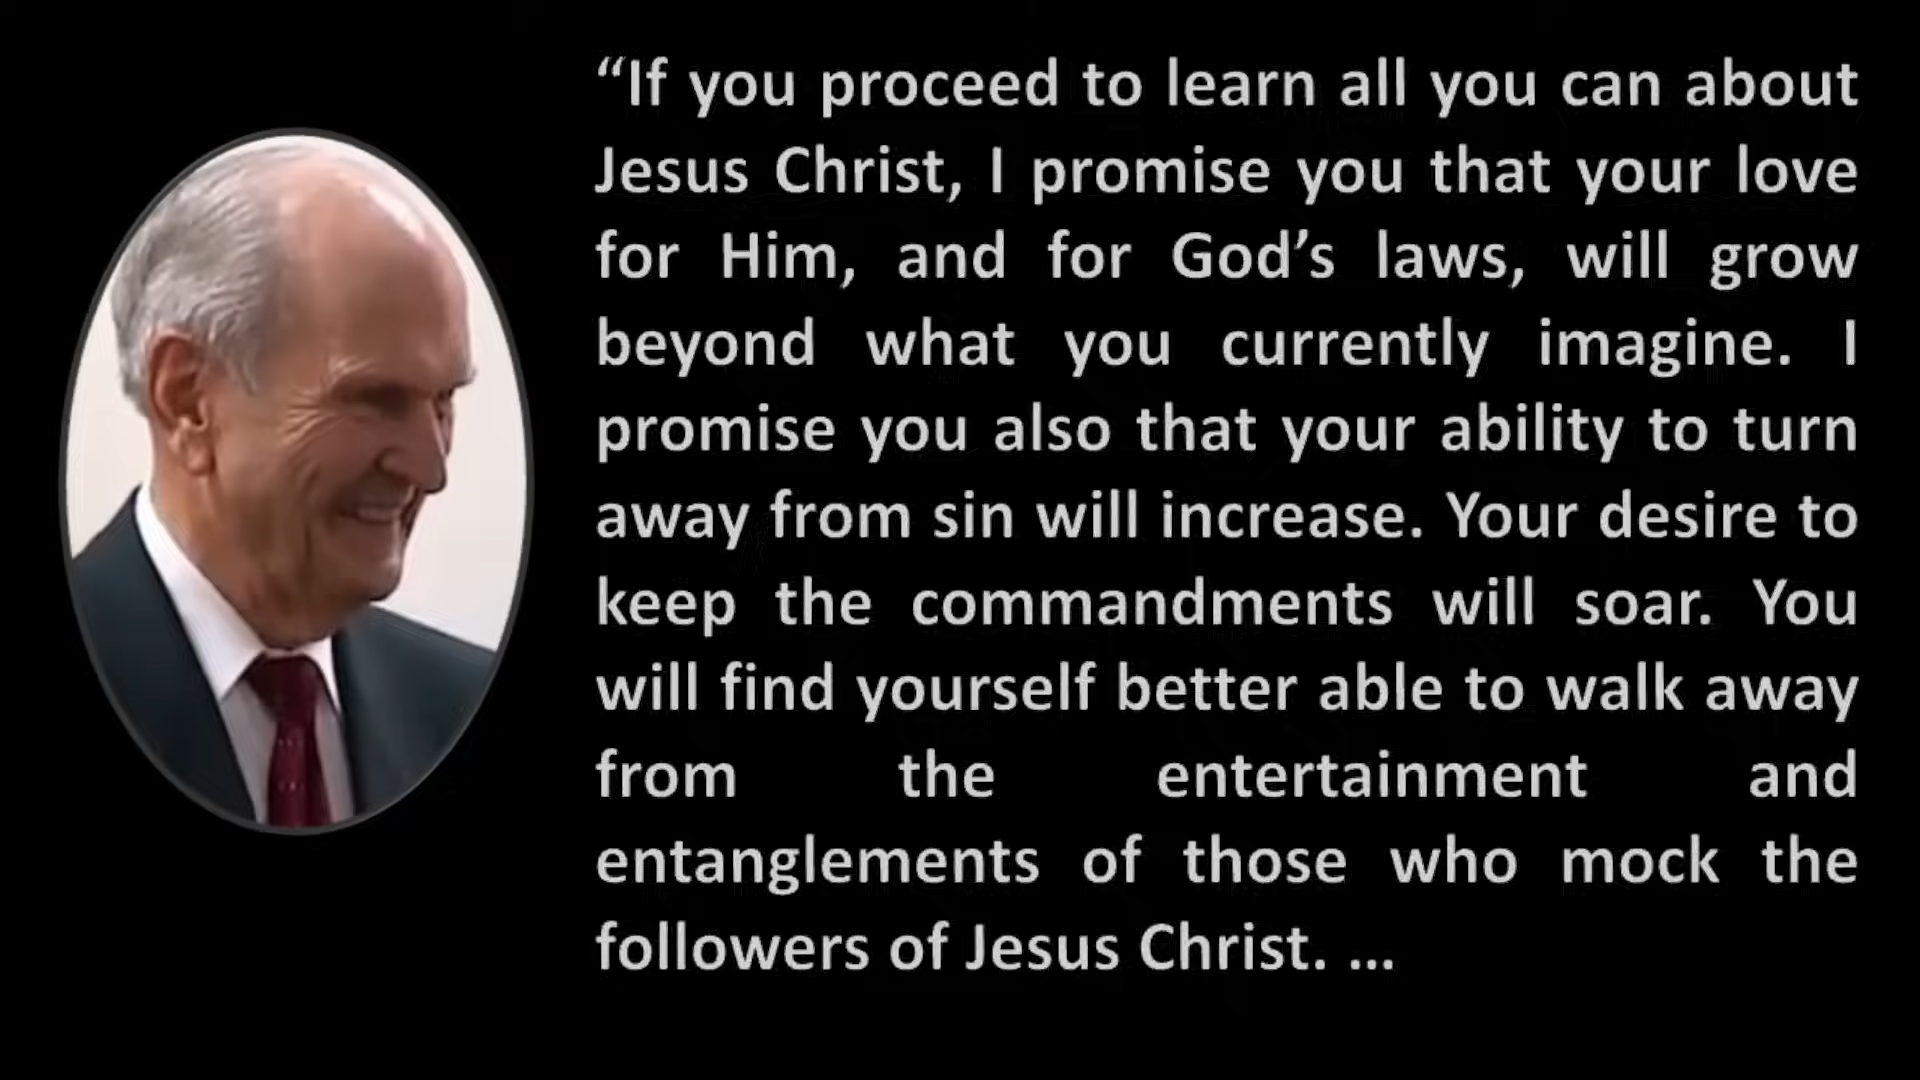 “If you proceed to learn all you can about
Jesus Christ, I promise you that your love
for Him, and for God’s laws, will grow
beyond what you currently imagine. I
promise you also that your ability to turn
away from sin will increase. Your desire to
keep the commandments will soar. You
will find yourself better able to walk away
from the entertainment and
entanglements of those who mock the
followers of Jesus Christ. ...